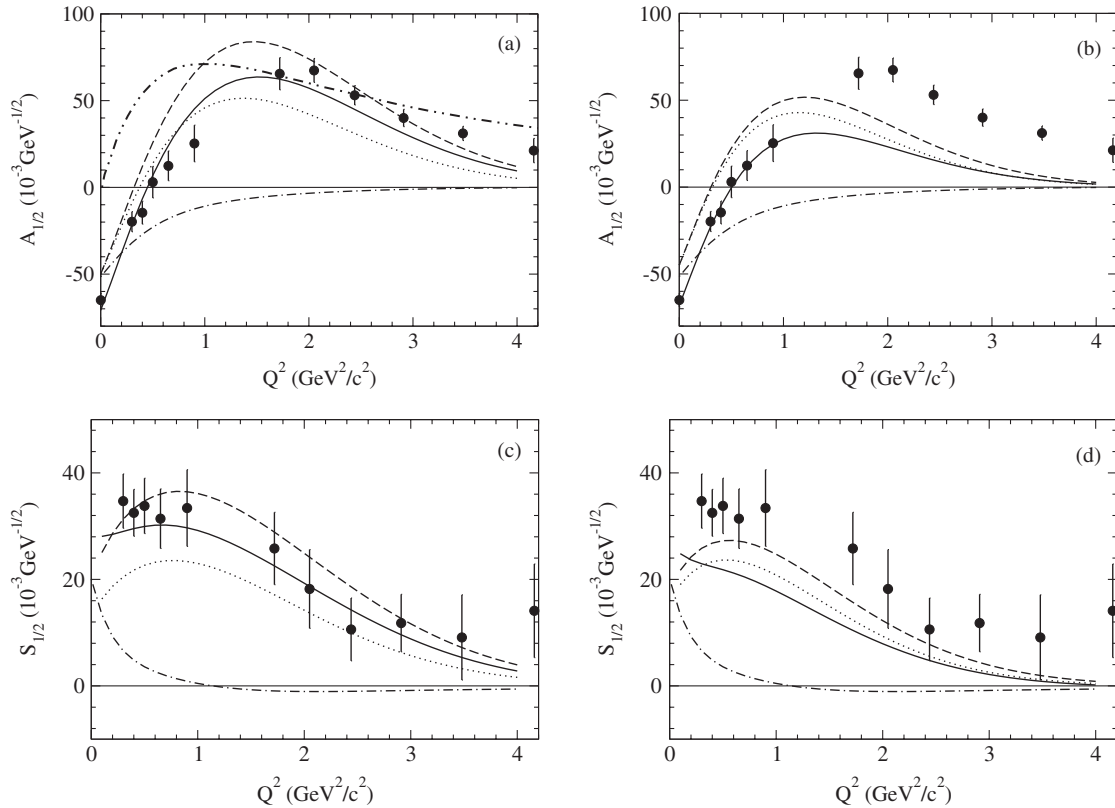 100
50
0
-50
A₁/₂ (10⁻³GeV⁻¹/²)
(a)
0 1 2 3 4
Q² (GeV²/c²)
100
50
0
-50
A₁/₂ (10⁻³GeV⁻¹/²)
(b)
0 1 2 3 4
Q² (GeV²/c²)
40
20
0
S₁/₂ (10⁻³GeV⁻¹/²)
(c)
0 1 2 3 4
Q² (GeV²/c²)
40
20
0
S₁/₂ (10⁻³GeV⁻¹/²)
(d)
0 1 2 3 4
Q² (GeV²/c²)